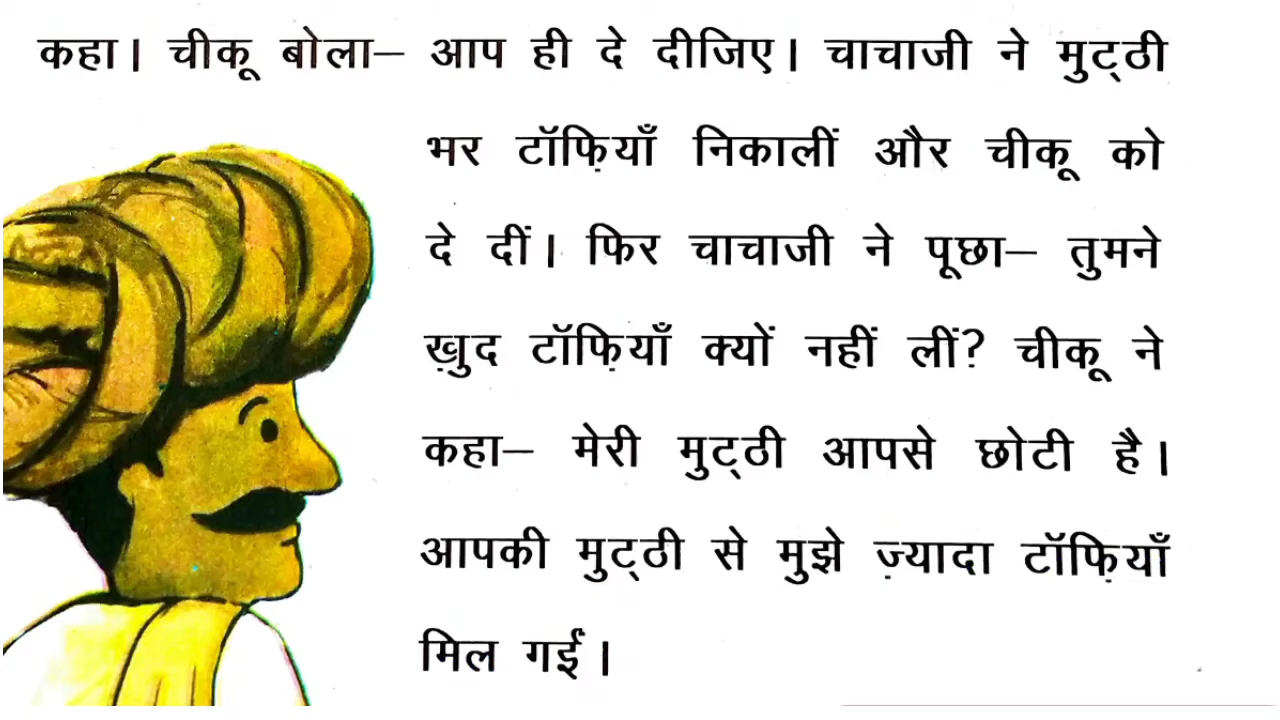 कहा। चीकू बोला– आप ही दे दीजिए। चाचाजी ने मुट्ठी
भर टॉफ़ियाँ निकालीं और चीकू को
दे दीं। फिर चाचाजी ने पूछा– तुमने
ख़ुद टॉफ़ियाँ क्यों नहीं लीं? चीकू ने
कहा– मेरी मुट्ठी आपसे छोटी है।
आपकी मुट्ठी से मुझे ज़्यादा टॉफ़ियाँ
मिल गईं।